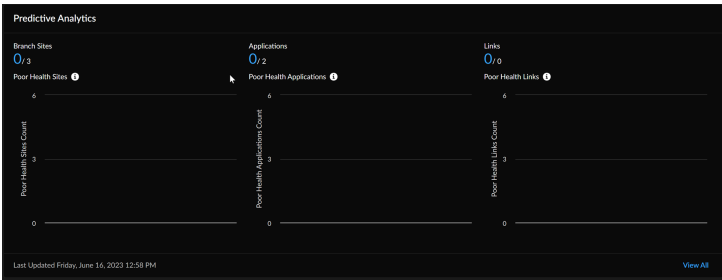 Predictive Analytics
Branch Sites
0/ 3
Poor Health Sites
6
3
0
Poor Health Sites Count
Applications
0/ 2
Poor Health Applications
6
3
0
Poor Health Applications Count
Links
0/ 0
Poor Health Links
6
3
0
Poor Health Links Count
Last Updated Friday, June 16, 2023 12:58 PM
View All